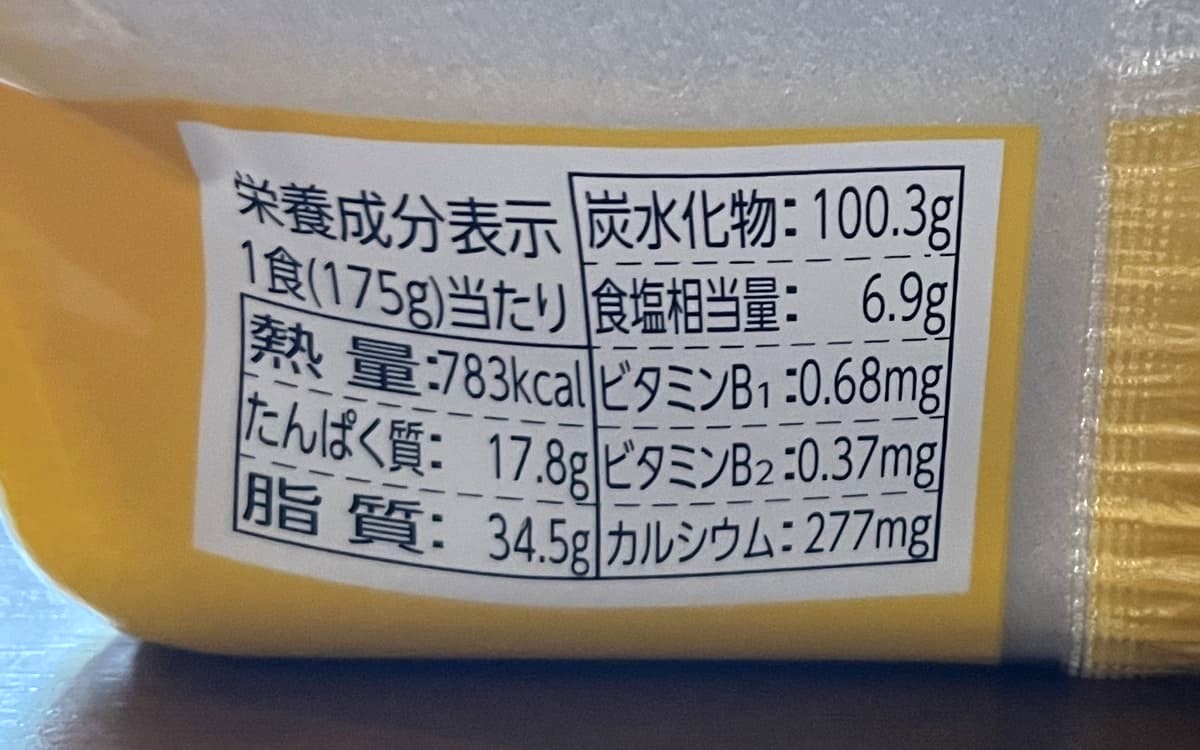 栄養成分表示
1食(175g)当たり
熱 量:783kcal
たんぱく質: 17.8g
脂 質: 34.5g
炭水化物:100.3g
食塩相当量: 6.9g
ビタミンB1:0.68mg
ビタミンB2:0.37mg
カルシウム:277mg